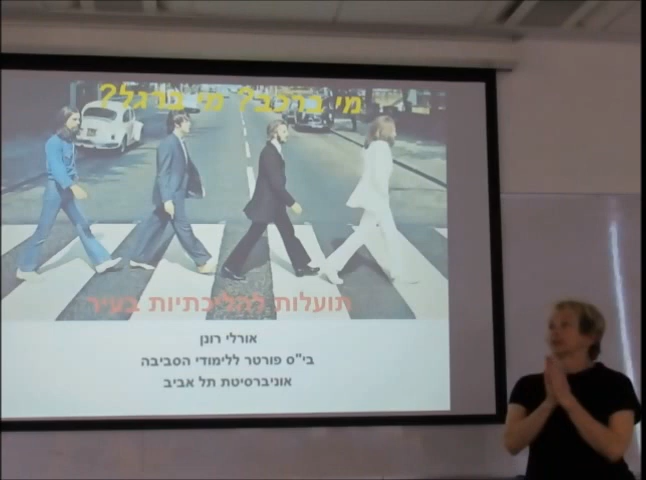 מי ברכב? מי ברגל?
תועלות להליכתיות בעיר
אורלי רונן
בי"ס פורטר ללימודי הסביבה
אוניברסיטת תל אביב